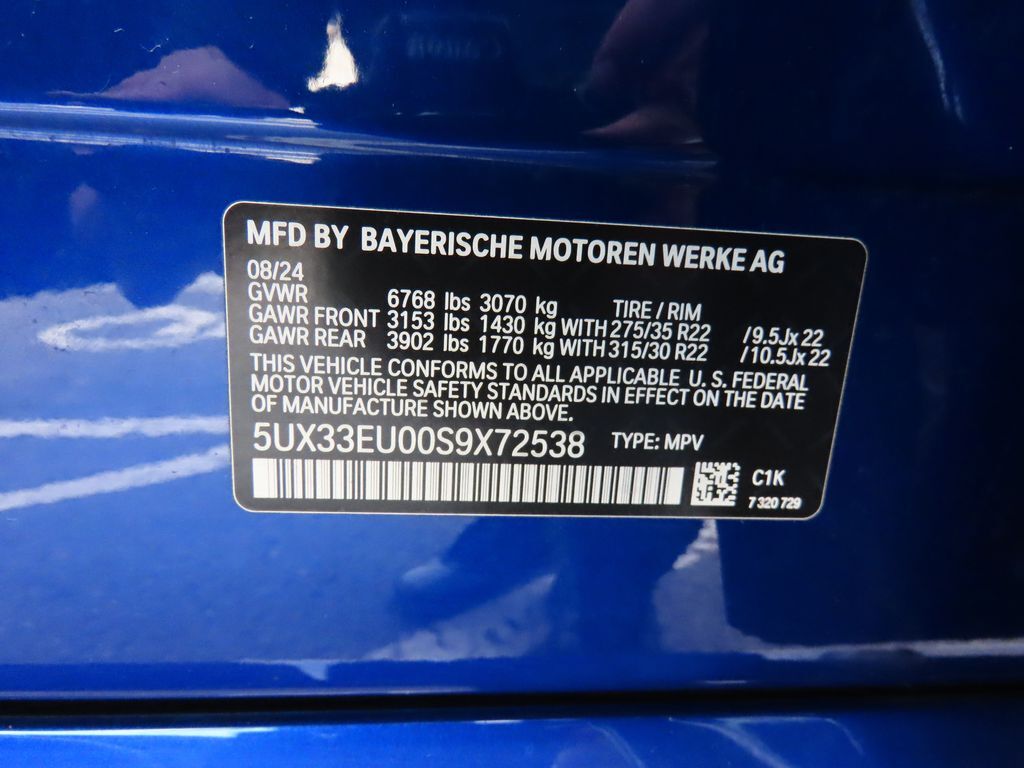 MFD BY BAYERISCHE MOTOREN WERKE AG
08/24
GVWR 6768 lbs 3070 kg TIRE / RIM
GAWR FRONT 3153 lbs 1430 kg WITH 275/35 R22 /9.5Jx 22
GAWR REAR 3902 lbs 1770 kg WITH 315/30 R22 /10.5Jx 22
THIS VEHICLE CONFORMS TO ALL APPLICABLE U. S. FEDERAL
MOTOR VEHICLE SAFETY STANDARDS IN EFFECT ON THE DATE
OF MANUFACTURE SHOWN ABOVE.
5UX33EU00S9X72538 TYPE: MPV
C1K
7 320 729